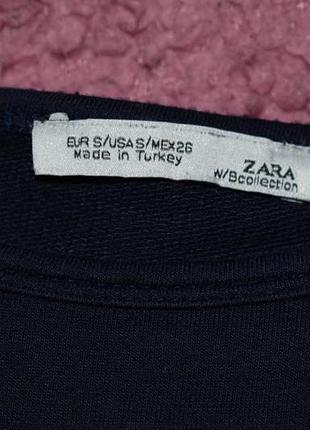 EUR S/USA S/MEX26
Made in Turkey
ZARA
W/Bcollection